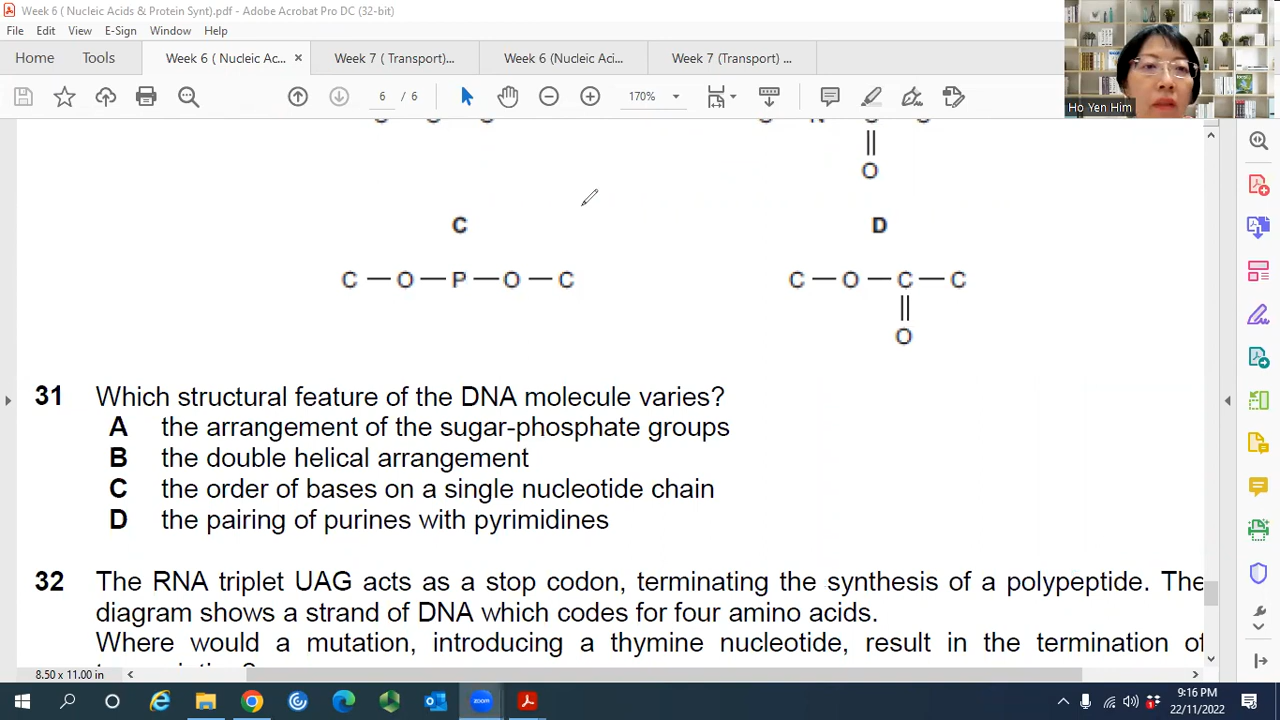 Week 6 ( Nucleic Acids & Protein Synt).pdf - Adobe Acrobat Pro DC (32-bit)
File Edit View E-Sign Window Help
Home Tools Week 6 ( Nucleic Ac... × Week 7 (Transport)... Week 6 (Nucleic Aci... Week 7 (Transport) ...
6 / 6 170%
Ho Yen Him
O
C D
C — O — P — O — C C — O — C — C
O
31 Which structural feature of the DNA molecule varies?
A the arrangement of the sugar-phosphate groups
B the double helical arrangement
C the order of bases on a single nucleotide chain
D the pairing of purines with pyrimidines
32 The RNA triplet UAG acts as a stop codon, terminating the synthesis of a polypeptide. The
diagram shows a strand of DNA which codes for four amino acids.
Where would a mutation, introducing a thymine nucleotide, result in the termination of
8.50 x 11.00 in
9:16 PM
22/11/2022